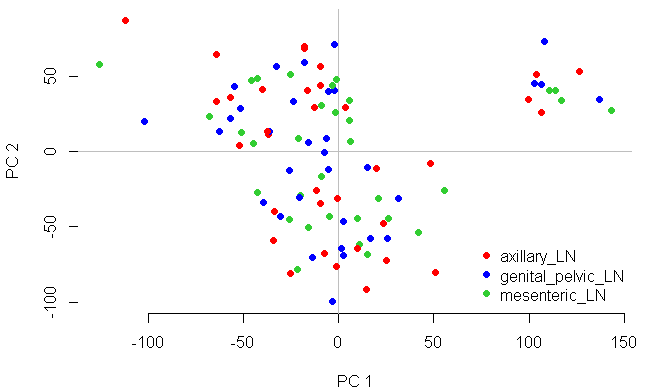 50
0
-50
-100
PC 2
axillary_LN
genital_pelvic_LN
mesenteric_LN
-100 -50 0 50 100 150
PC 1